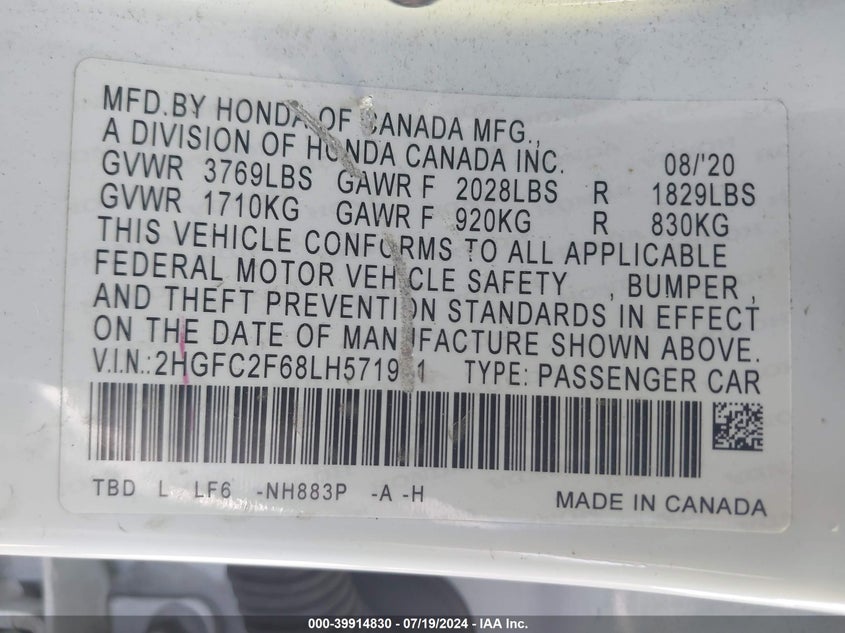 MFD.BY HONDA OF CANADA MFG.,
A DIVISION OF HONDA CANADA INC. 08/'20
GVWR 3769LBS GAWR F 2028LBS R 1829LBS
GVWR 1710KG GAWR F 920KG R 830KG
THIS VEHICLE CONFORMS TO ALL APPLICABLE
FEDERAL MOTOR VEHICLE SAFETY , BUMPER ,
AND THEFT PREVENTION STANDARDS IN EFFECT
ON THE DATE OF MANUFACTURE SHOWN ABOVE.
V.I.N.: TYPE: PASSENGER CAR
TBD L LF6 -NH883P -A -H
MADE IN CANADA
000-39914830 - 07/19/2024 - IAA Inc.